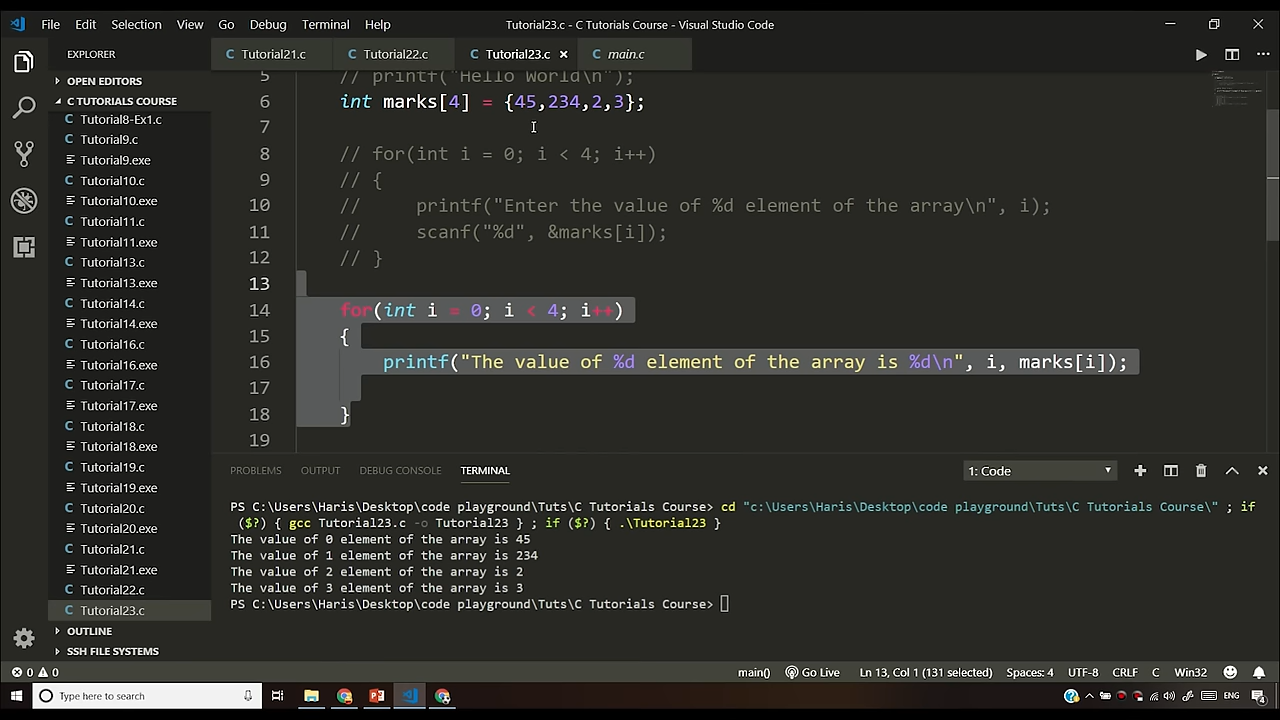 File Edit Selection View Go Debug Terminal Help
Tutorial23.c - C Tutorials Course - Visual Studio Code
EXPLORER
C Tutorial21.c
C Tutorial22.c
C Tutorial23.c ×
C main.c
OPEN EDITORS
C TUTORIALS COURSE
C Tutorial8-Ex1.c
C Tutorial9.c
Tutorial9.exe
C Tutorial10.c
Tutorial10.exe
C Tutorial11.c
Tutorial11.exe
C Tutorial13.c
Tutorial13.exe
C Tutorial14.c
Tutorial14.exe
C Tutorial16.c
Tutorial16.exe
C Tutorial17.c
Tutorial17.exe
C Tutorial18.c
Tutorial18.exe
C Tutorial19.c
Tutorial19.exe
C Tutorial20.c
Tutorial20.exe
C Tutorial21.c
Tutorial21.exe
C Tutorial22.c
C Tutorial23.c
OUTLINE
SSH FILE SYSTEMS
5 // printf("Hello World\n");
6 int marks[4] = {45,234,2,3};
7
8 // for(int i = 0; i < 4; i++)
9 // {
10 //     printf("Enter the value of %d element of the array\n", i);
11 //     scanf("%d", &marks[i]);
12 // }
13
14 for(int i = 0; i < 4; i++)
15 {
16     printf("The value of %d element of the array is %d\n", i, marks[i]);
17
18 }
19
PROBLEMS OUTPUT DEBUG CONSOLE TERMINAL
1: Code
PS C:\Users\Haris\Desktop\code playground\Tuts\C Tutorials Course> cd "c:\Users\Haris\Desktop\code playground\Tuts\C Tutorials Course\" ; if
($?) { gcc Tutorial23.c -o Tutorial23 } ; if ($?) { .\Tutorial23 }
The value of 0 element of the array is 45
The value of 1 element of the array is 234
The value of 2 element of the array is 2
The value of 3 element of the array is 3
PS C:\Users\Haris\Desktop\code playground\Tuts\C Tutorials Course>
0 0 main() Go Live Ln 13, Col 1 (131 selected) Spaces: 4 UTF-8 CRLF C Win32
Type here to search
ENG
4